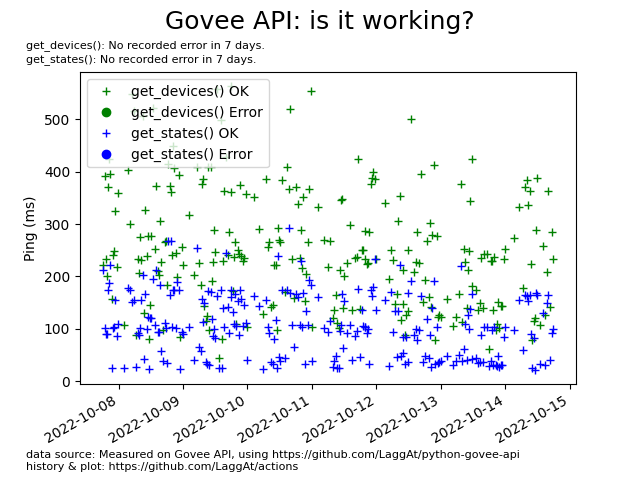 Govee API: is it working?
get_devices(): No recorded error in 7 days.
get_states(): No recorded error in 7 days.
get_devices() OK
get_devices() Error
get_states() OK
get_states() Error
500
400
300
200
100
0
Ping (ms)
2022-10-08
2022-10-09
2022-10-10
2022-10-11
2022-10-12
2022-10-13
2022-10-14
2022-10-15
data source: Measured on Govee API, using https://github.com/LaggAt/python-govee-api
history & plot: https://github.com/LaggAt/actions